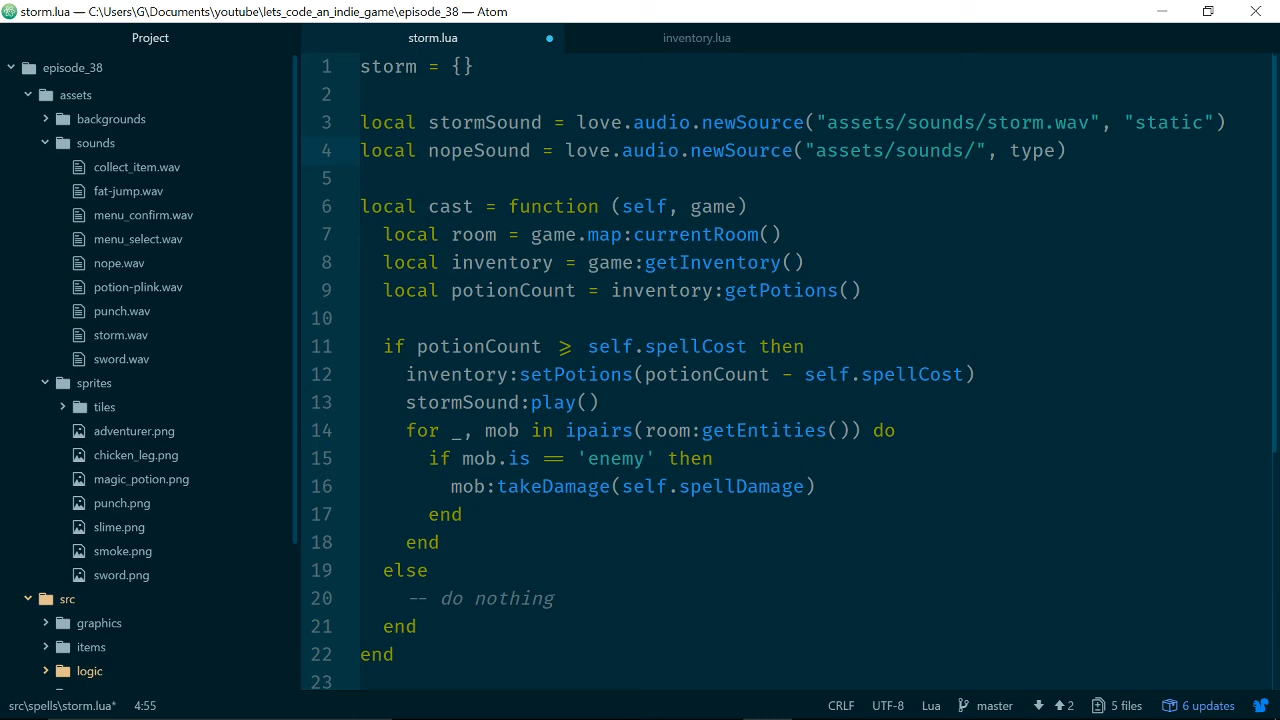 storm.lua — C:\Users\G\Documents\youtube\lets_code_an_indie_game\episode_38 — Atom
Project
storm.lua
inventory.lua
episode_38
assets
backgrounds
sounds
collect_item.wav
fat-jump.wav
menu_confirm.wav
menu_select.wav
nope.wav
potion-plink.wav
punch.wav
storm.wav
sword.wav
sprites
tiles
adventurer.png
chicken_leg.png
magic_potion.png
punch.png
slime.png
smoke.png
sword.png
src
graphics
items
logic
1 storm = {}
2
3 local stormSound = love.audio.newSource("assets/sounds/storm.wav", "static")
4 local nopeSound = love.audio.newSource("assets/sounds/", type)
5
6 local cast = function (self, game)
7 local room = game.map:currentRoom()
8 local inventory = game:getInventory()
9 local potionCount = inventory:getPotions()
10
11 if potionCount ⩾ self.spellCost then
12 inventory:setPotions(potionCount - self.spellCost)
13 stormSound:play()
14 for _, mob in ipairs(room:getEntities()) do
15 if mob.is == 'enemy' then
16 mob:takeDamage(self.spellDamage)
17 end
18 end
19 else
20 -- do nothing
21 end
22 end
23
src\spells\storm.lua* 4:55 CRLF UTF-8 Lua master 2 5 files 6 updates